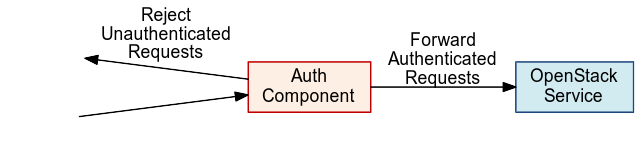 Reject
Unauthenticated
Requests
Auth
Component
Forward
Authenticated
Requests
OpenStack
Service